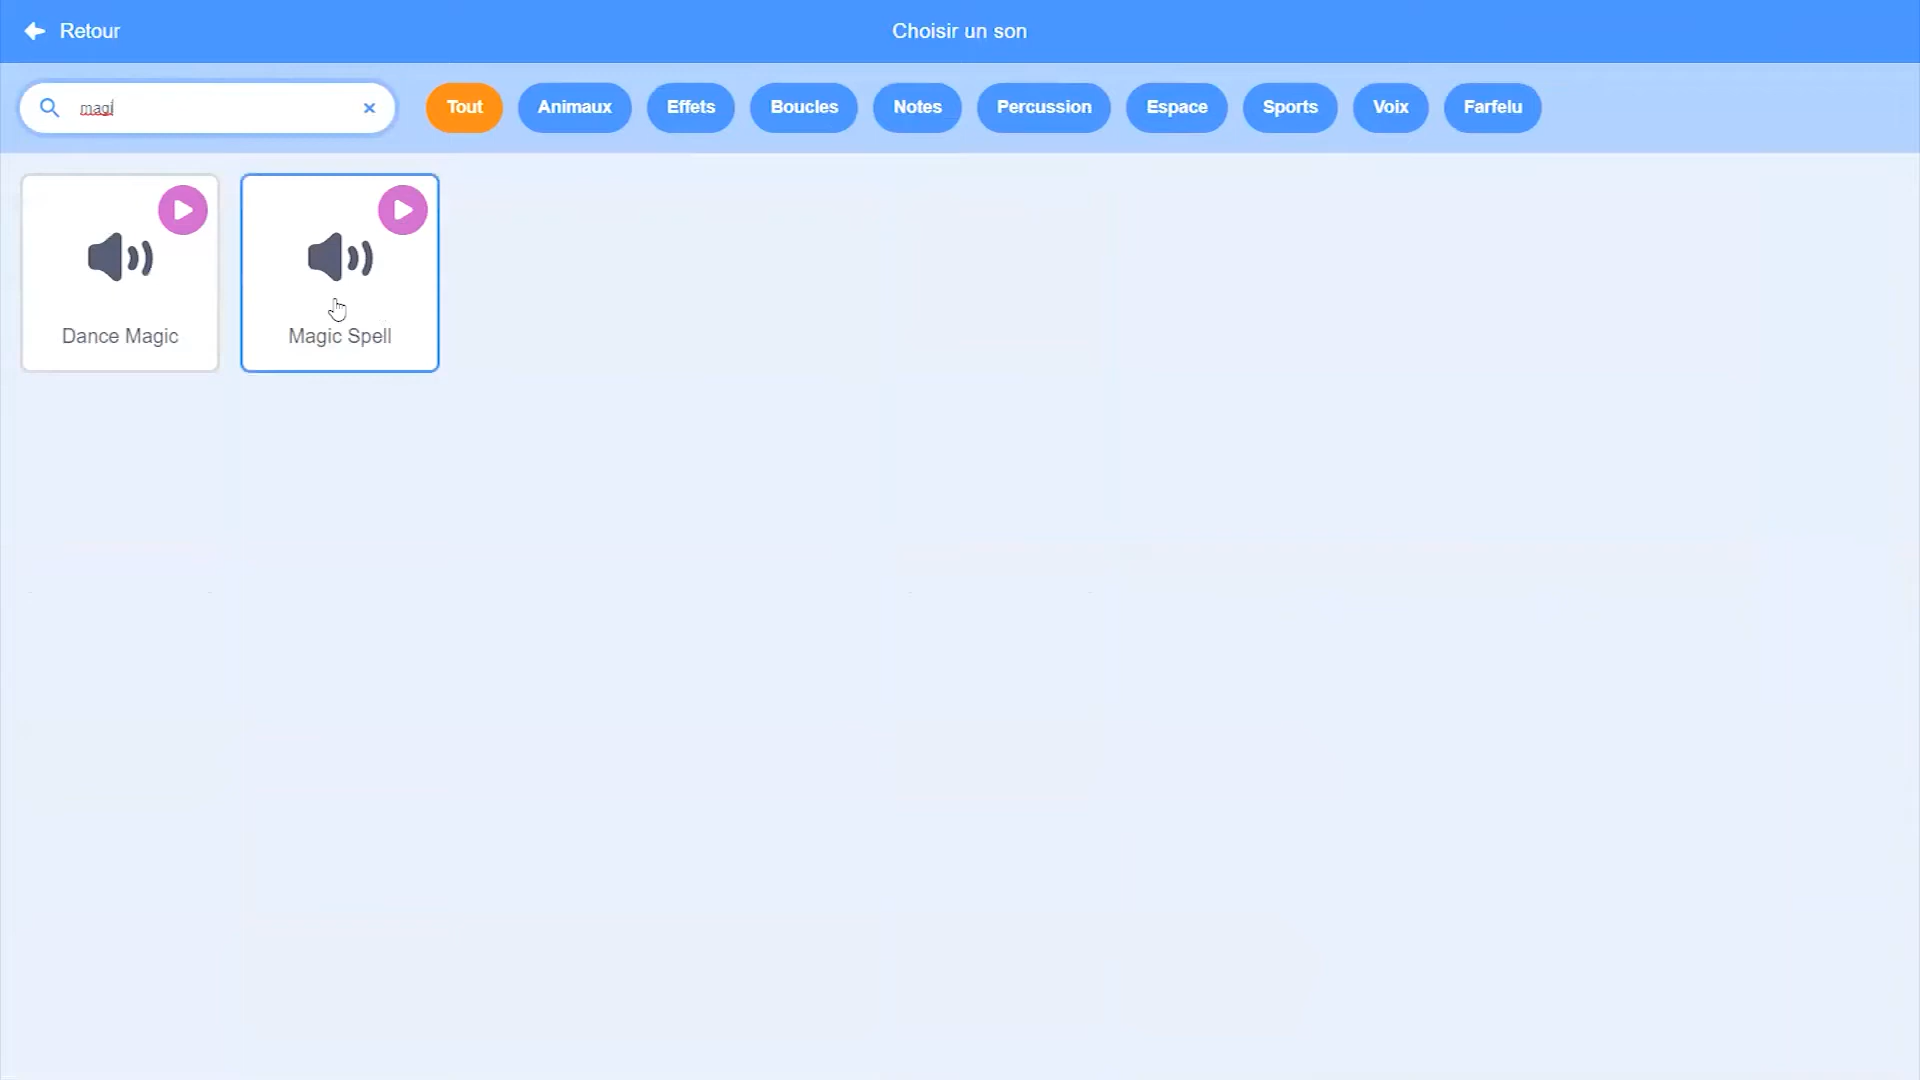 Retour
Choisir un son
magi
Tout
Animaux
Effets
Boucles
Notes
Percussion
Espace
Sports
Voix
Farfelu
Dance Magic
Magic Spell